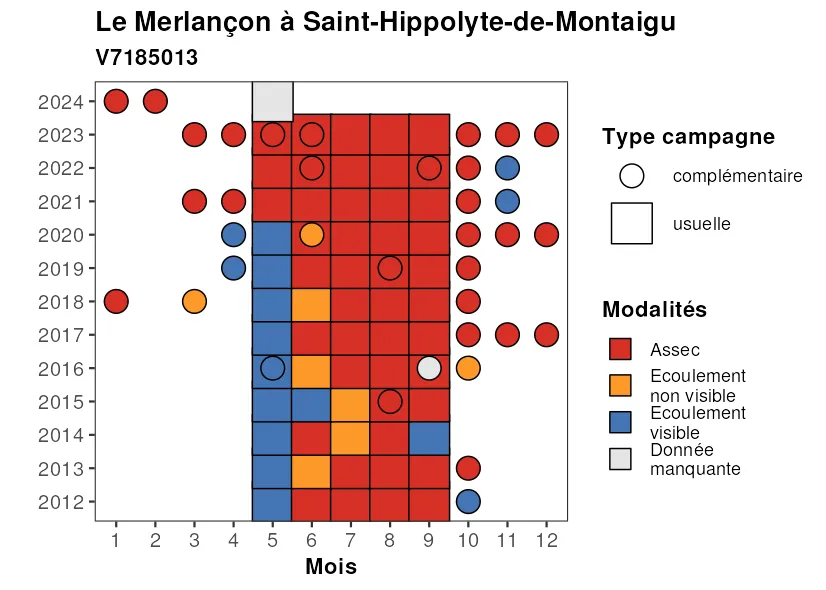 Le Merlançon à Saint-Hippolyte-de-Montaigu
V7185013
2024
2023
2022
2021
2020
2019
2018
2017
2016
2015
2014
2013
2012
1 2 3 4 5 6 7 8 9 10 11 12
Mois
Type campagne
complémentaire
usuelle
Modalités
Assec
Ecoulement
non visible
Ecoulement
visible
Donnée
manquante